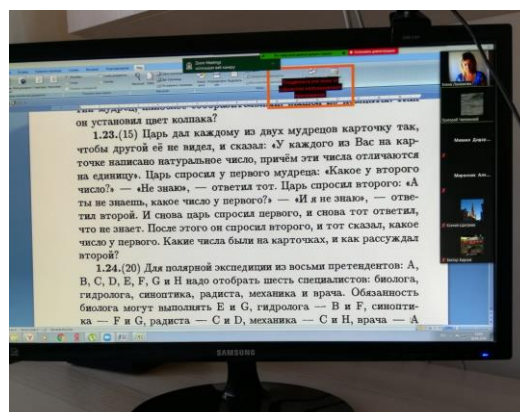 Zoom Meetings
он установил цвет колпака?
1.23.(15) Царь дал каждому из двух мудрецов карточку так,
чтобы другой её не видел, и сказал: «У каждого из Вас на кар-
точке написано натуральное число, причём эти числа отличаются
на единицу». Царь спросил у первого мудреца: «Какое у второго
число?» — «Не знаю», — ответил тот. Царь спросил второго: «А
ты не знаешь, какое число у первого?» — «И я не знаю», — отве-
тил второй. И снова царь спросил первого, и снова тот ответил,
что не знает. После этого он спросил второго, и тот сказал, какое
число у первого. Какие числа были на карточках, и как рассуждал
второй?
1.24.(20) Для полярной экспедиции из восьми претендентов: A,
B, C, D, E, F, G и H надо отобрать шесть специалистов: биолога,
гидролога, синоптика, радиста, механика и врача. Обязанность
биолога могут выполнять E и G, гидролога — B и F, синопти-
ка — F и G, радиста — C и D, механика — C и H, врача — A
SAMSUNG